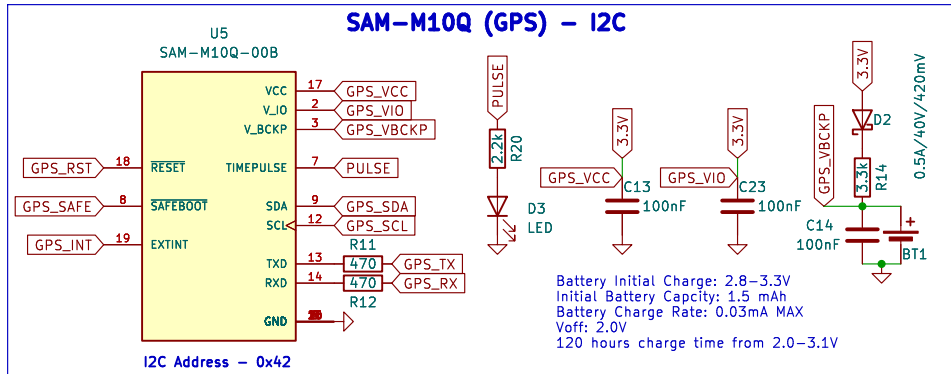 SAM-M10Q (GPS) - I2C
U5
SAM-M10Q-00B
VCC
17
GPS_VCC
V_IO
2
GPS_VIO
V_BCKP
3
GPS_VBCKP
GPS_RST
18
RESET
TIMEPULSE
7
PULSE
GPS_SAFE
8
SAFEBOOT
SDA
9
GPS_SDA
SCL
12
GPS_SCL
GPS_INT
19
EXTINT
TXD
13
R11
470
GPS_TX
RXD
14
470
R12
GPS_RX
GND
I2C Address - 0x42
PULSE
2.2k
R20
D3
LED
3.3V
GPS_VCC
C13
100nF
3.3V
GPS_VIO
C23
100nF
3.3V
D2
0.5A/40V/420mV
GPS_VBCKP
3.3k
R14
C14
100nF
+
BT1
Battery Initial Charge: 2.8-3.3V
Initial Battery Capcity: 1.5 mAh
Battery Charge Rate: 0.03mA MAX
Voff: 2.0V
120 hours charge time from 2.0-3.1V